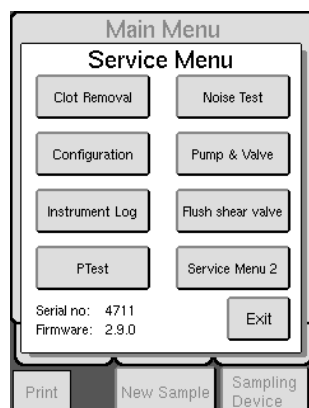 Main Menu
Service Menu
Clot Removal
Noise Test
Configuration
Pump & Valve
Instrument Log
Flush shear valve
PTest
Service Menu 2
Serial no: 4711
Firmware: 2.9.0
Exit
Print
New Sample
Sampling
Device